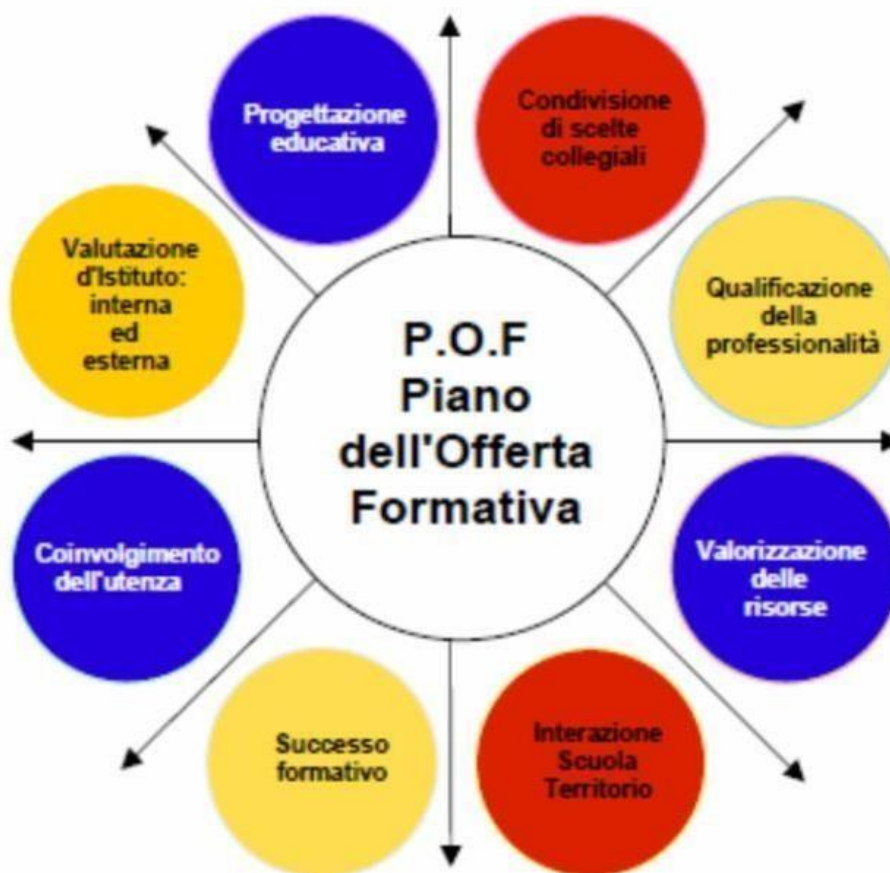 Progettazione
educativa
Condivisione
di scelte
collegiali
Valutazione
d'Istituto:
interna
ed
esterna
Qualificazione
della
professionalità
P.O.F
Piano
dell'Offerta
Formativa
Coinvolgimento
dell'utenza
Valorizzazione
delle
risorse
Successo
formativo
Interazione
Scuola
Territorio